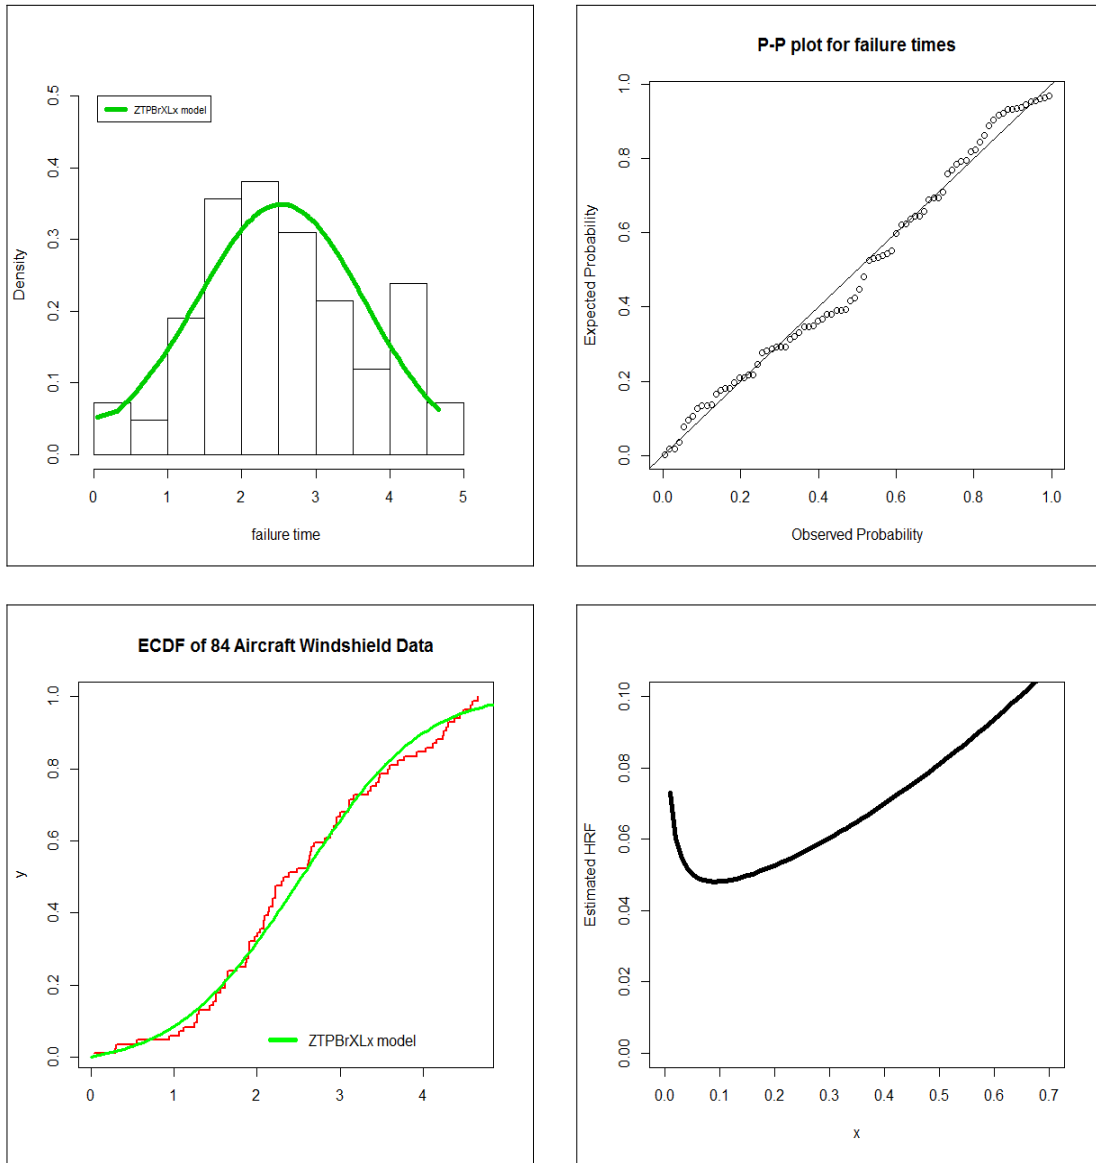 ZTPBrXLx model
Density
0.0 0.1 0.2 0.3 0.4 0.5
0 1 2 3 4 5
failure time
P-P plot for failure times
Expected Probability
0.0 0.2 0.4 0.6 0.8 1.0
0.0 0.2 0.4 0.6 0.8 1.0
Observed Probability
ECDF of 84 Aircraft Windshield Data
y
0.0 0.2 0.4 0.6 0.8 1.0
ZTPBrXLx model
0 1 2 3 4
Estimated HRF
0.00 0.02 0.04 0.06 0.08 0.10
0.0 0.1 0.2 0.3 0.4 0.5 0.6 0.7
x